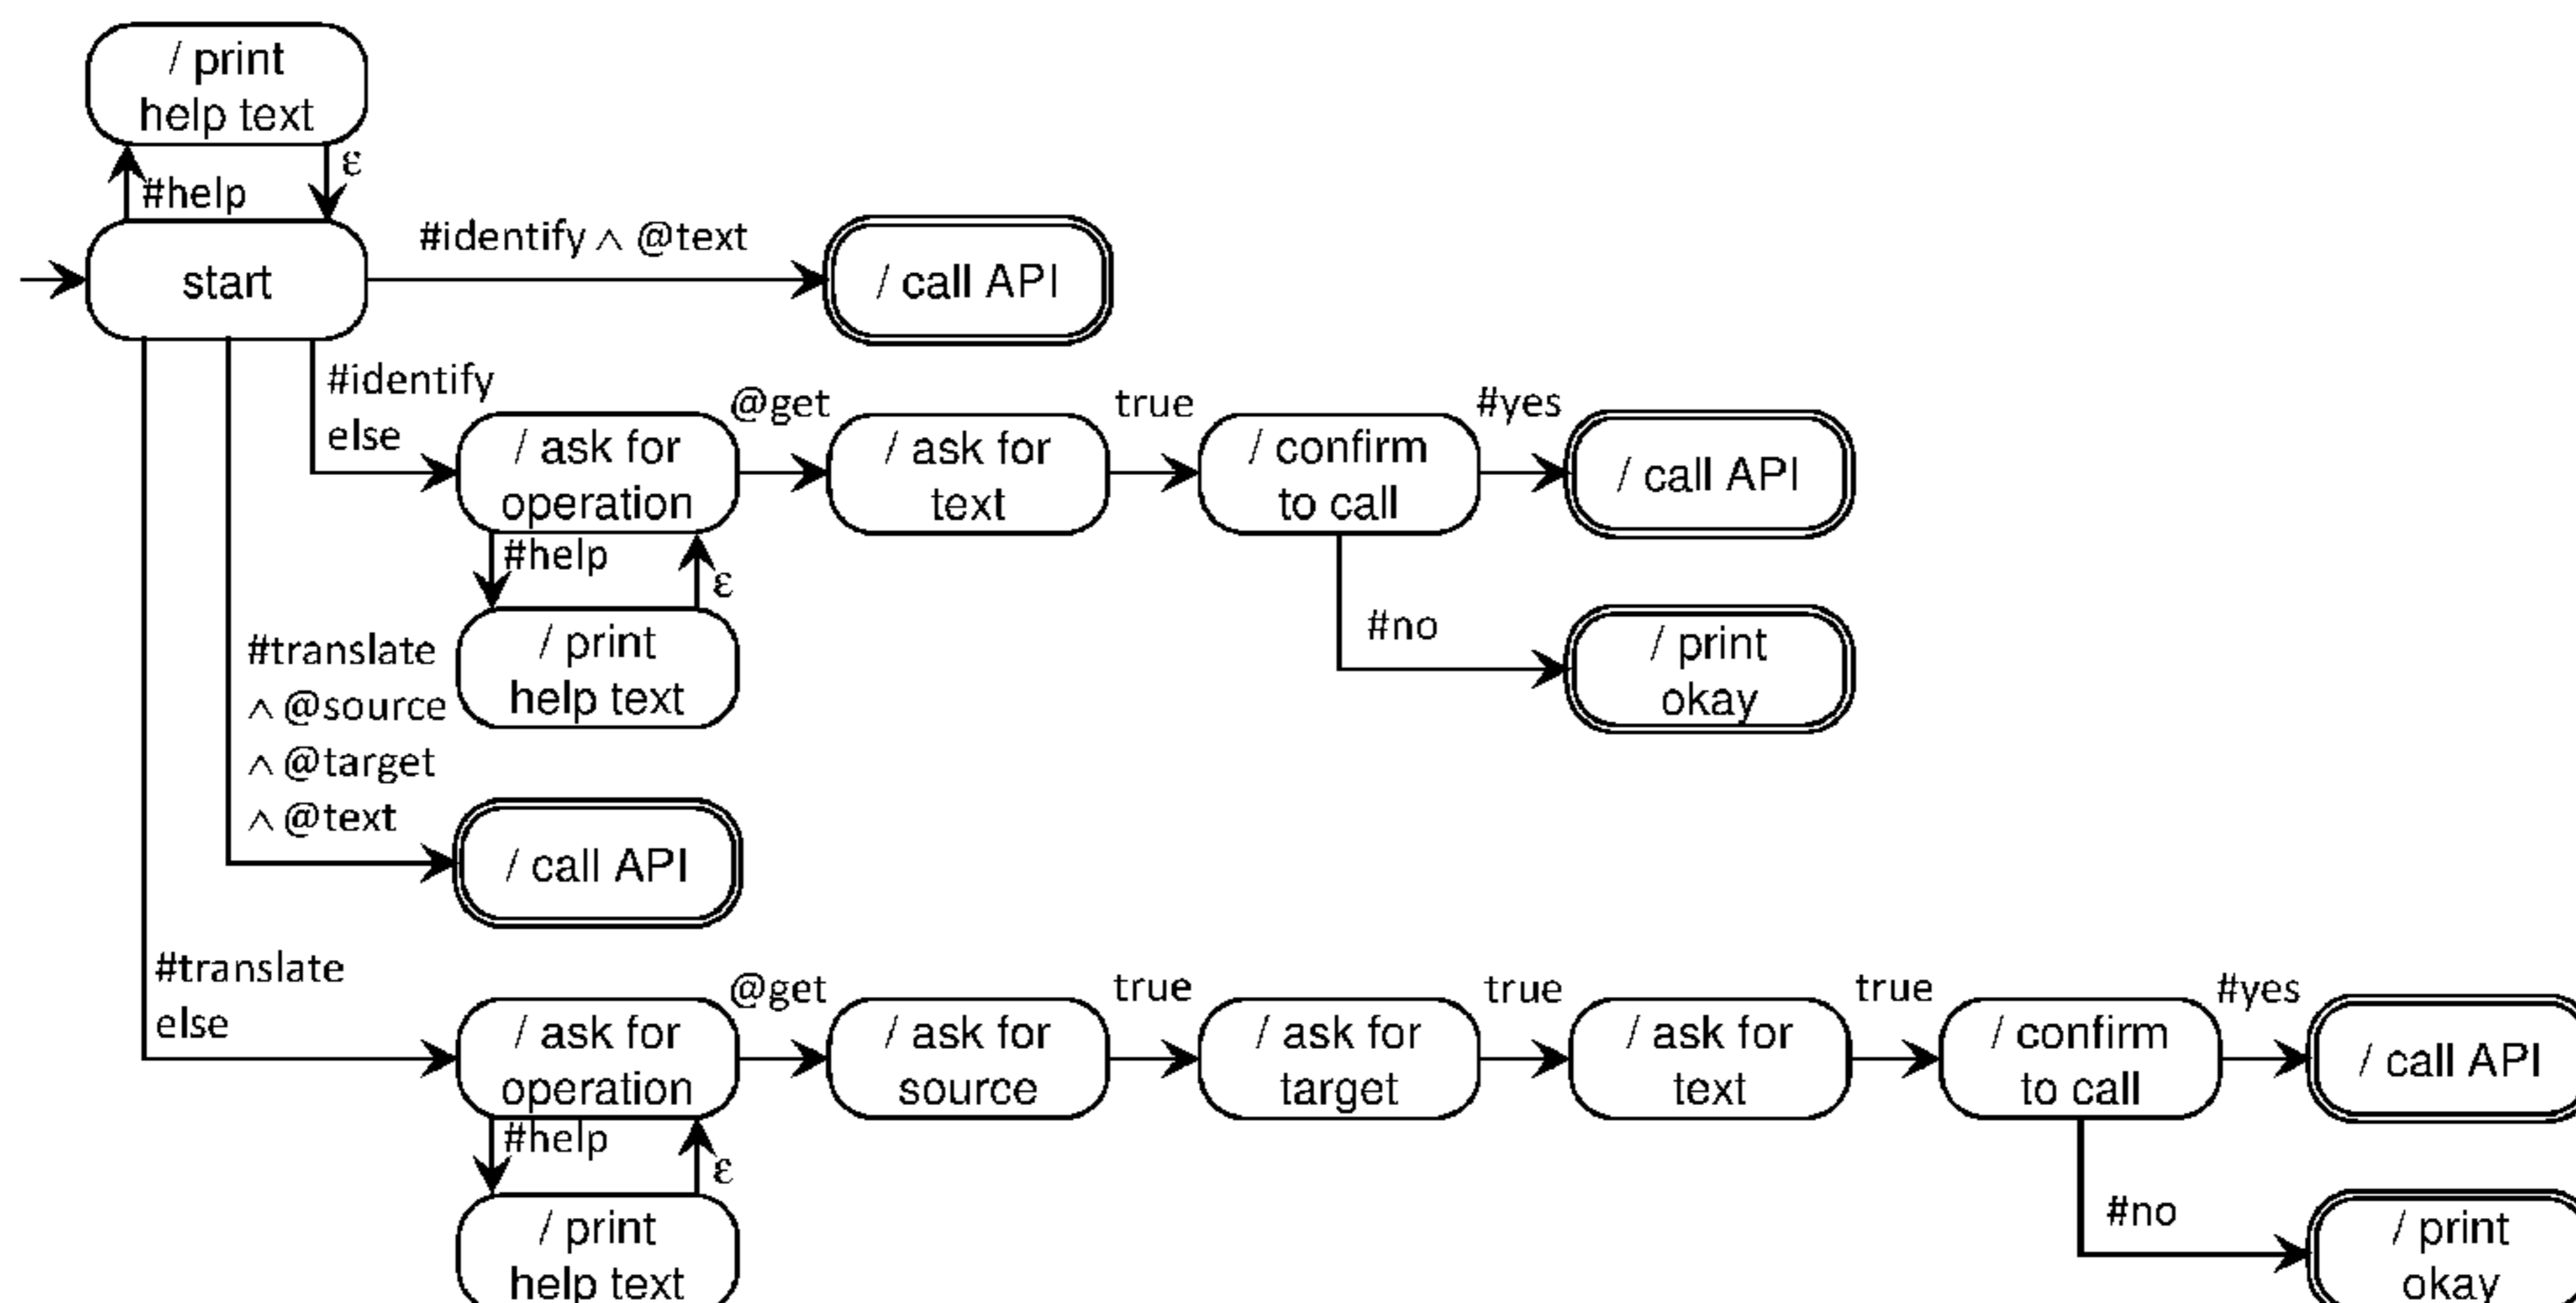 / print
help text
#help
ε
start
#identify ∧ @text
/ call API
#identify
else
/ ask for
operation
@get
/ ask for
text
true
/ confirm
to call
#yes
/ call API
#help
ε
/ print
help text
#no
/ print
okay
#translate
∧ @source
∧ @target
∧ @text
/ call API
#translate
else
/ ask for
operation
@get
/ ask for
source
true
/ ask for
target
true
/ ask for
text
true
/ confirm
to call
#yes
/ call API
#help
ε
/ print
help text
#no
/ print
okay